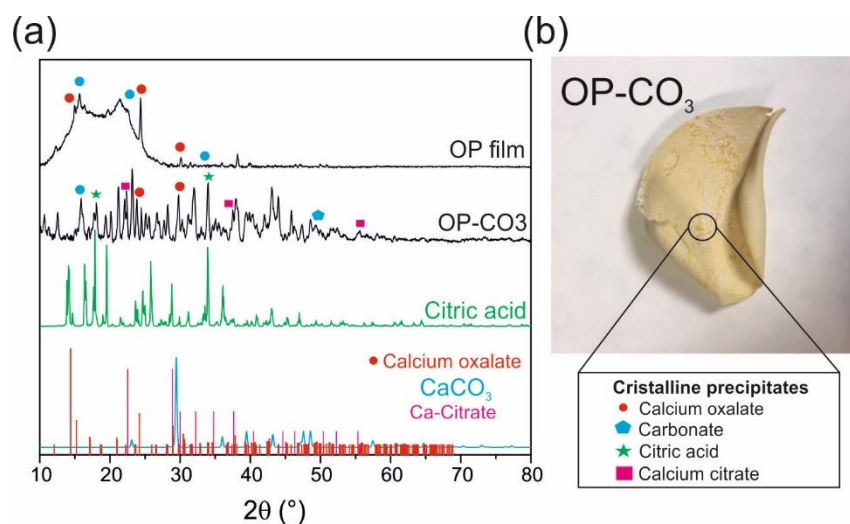 (a)
OP film
OP-CO3
Citric acid
Calcium oxalate
CaCO₃
Ca-Citrate
10 20 30 40 50 60 70 80
2θ (°)
(b)
OP-CO₃
Cristalline precipitates
Calcium oxalate
Carbonate
Citric acid
Calcium citrate